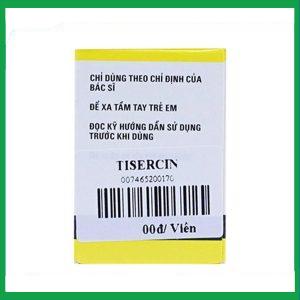 CHỈ DÙNG THEO CHỈ ĐỊNH CỦA
BÁC SĨ
ĐỂ XA TẦM TAY TRẺ EM
ĐỌC KỸ HƯỚNG DẪN SỬ DỤNG
TRƯỚC KHI DÙNG
TISERCIN
007465200170
00đ/ Viên